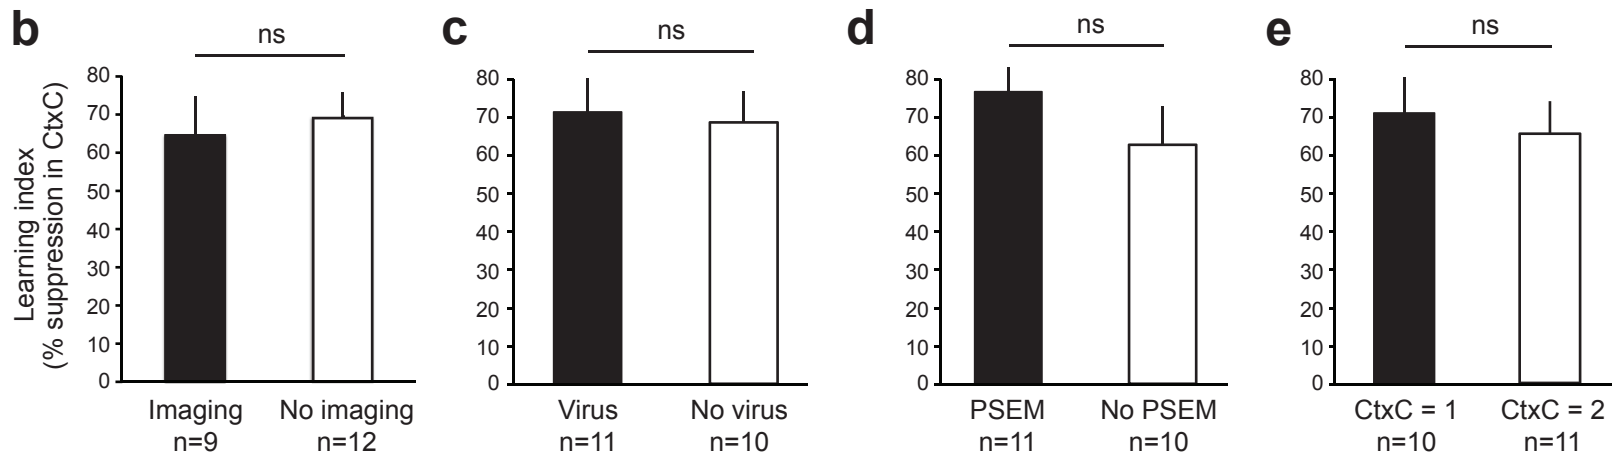 b
ns
Learning index
(% suppression in CtxC)
80
70
60
50
40
30
20
10
0
Imaging
n=9
No imaging
n=12
c
ns
80
70
60
50
40
30
20
10
0
Virus
n=11
No virus
n=10
d
ns
80
70
60
50
40
30
20
10
0
PSEM
n=11
No PSEM
n=10
e
ns
80
70
60
50
40
30
20
10
0
CtxC = 1
n=10
CtxC = 2
n=11